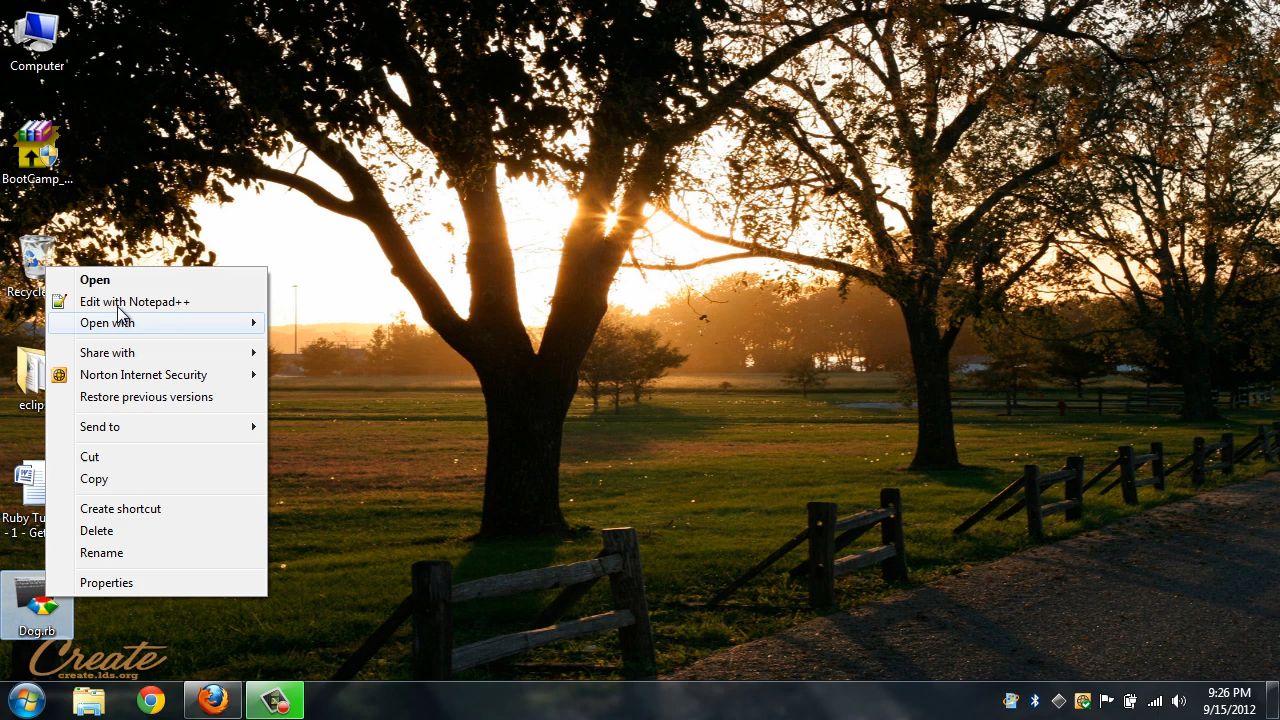 Computer
BootCamp_...
Recycle
Open
Edit with Notepad++
Open with
Share with
Norton Internet Security
Restore previous versions
Send to
Cut
Copy
Create shortcut
Delete
Rename
Properties
eclip
Ruby Tu
- 1 - Get
Dog.rb
Create
create.lds.org
9:26 PM
9/15/2012